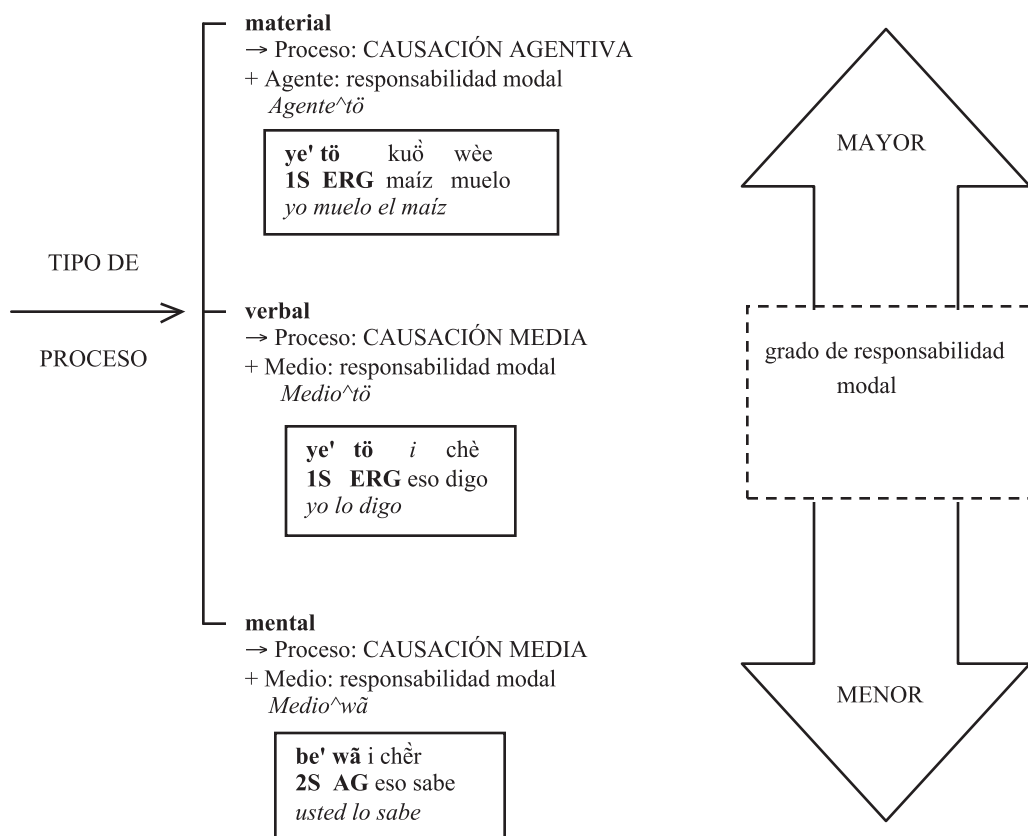 material
→ Proceso: CAUSACIÓN AGENTIVA
+ Agente: responsabilidad modal
Agente^tö
ye' tö kuö̀ wèe
1S ERG maíz muelo
yo muelo el maíz
MAYOR
TIPO DE
PROCESO
verbal
→ Proceso: CAUSACIÓN MEDIA
+ Medio: responsabilidad modal
Medio^tö
ye' tö i chè
1S ERG eso digo
yo lo digo
grado de responsabilidad
modal
mental
→ Proceso: CAUSACIÓN MEDIA
+ Medio: responsabilidad modal
Medio^wã
be' wã i chẽ̀r
2S AG eso sabe
usted lo sabe
MENOR